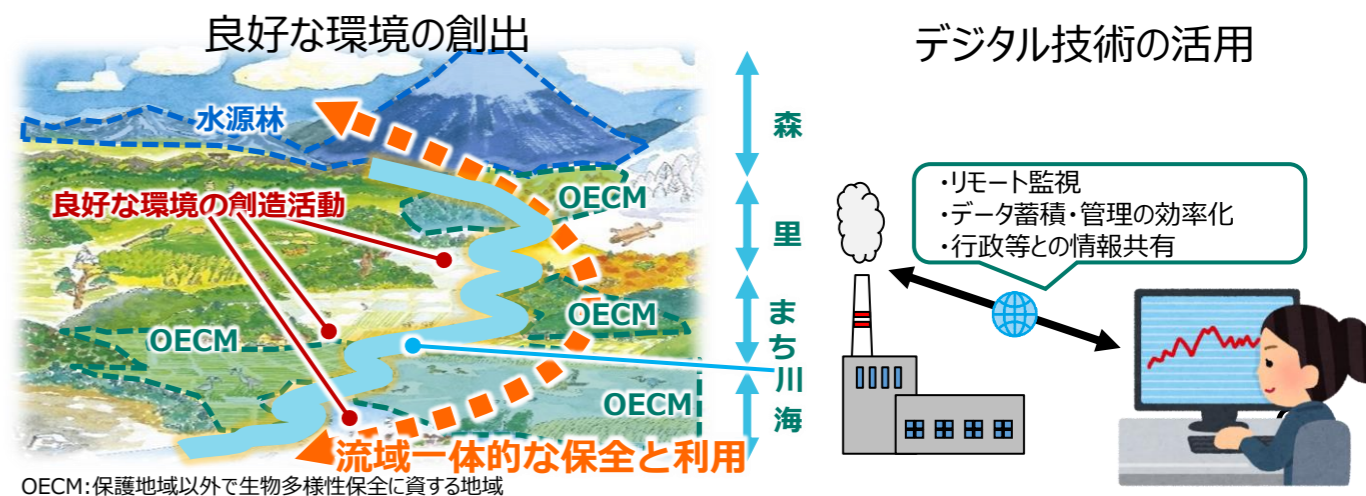 良好な環境の創出
水源林
良好な環境の創造活動
OECM
OECM
OECM
OECM
流域一体的な保全と利用
森
里
まち
川
海
OECM:保護地域以外で生物多様性保全に資する地域
デジタル技術の活用
・リモート監視
・データ蓄積・管理の効率化
・行政等との情報共有